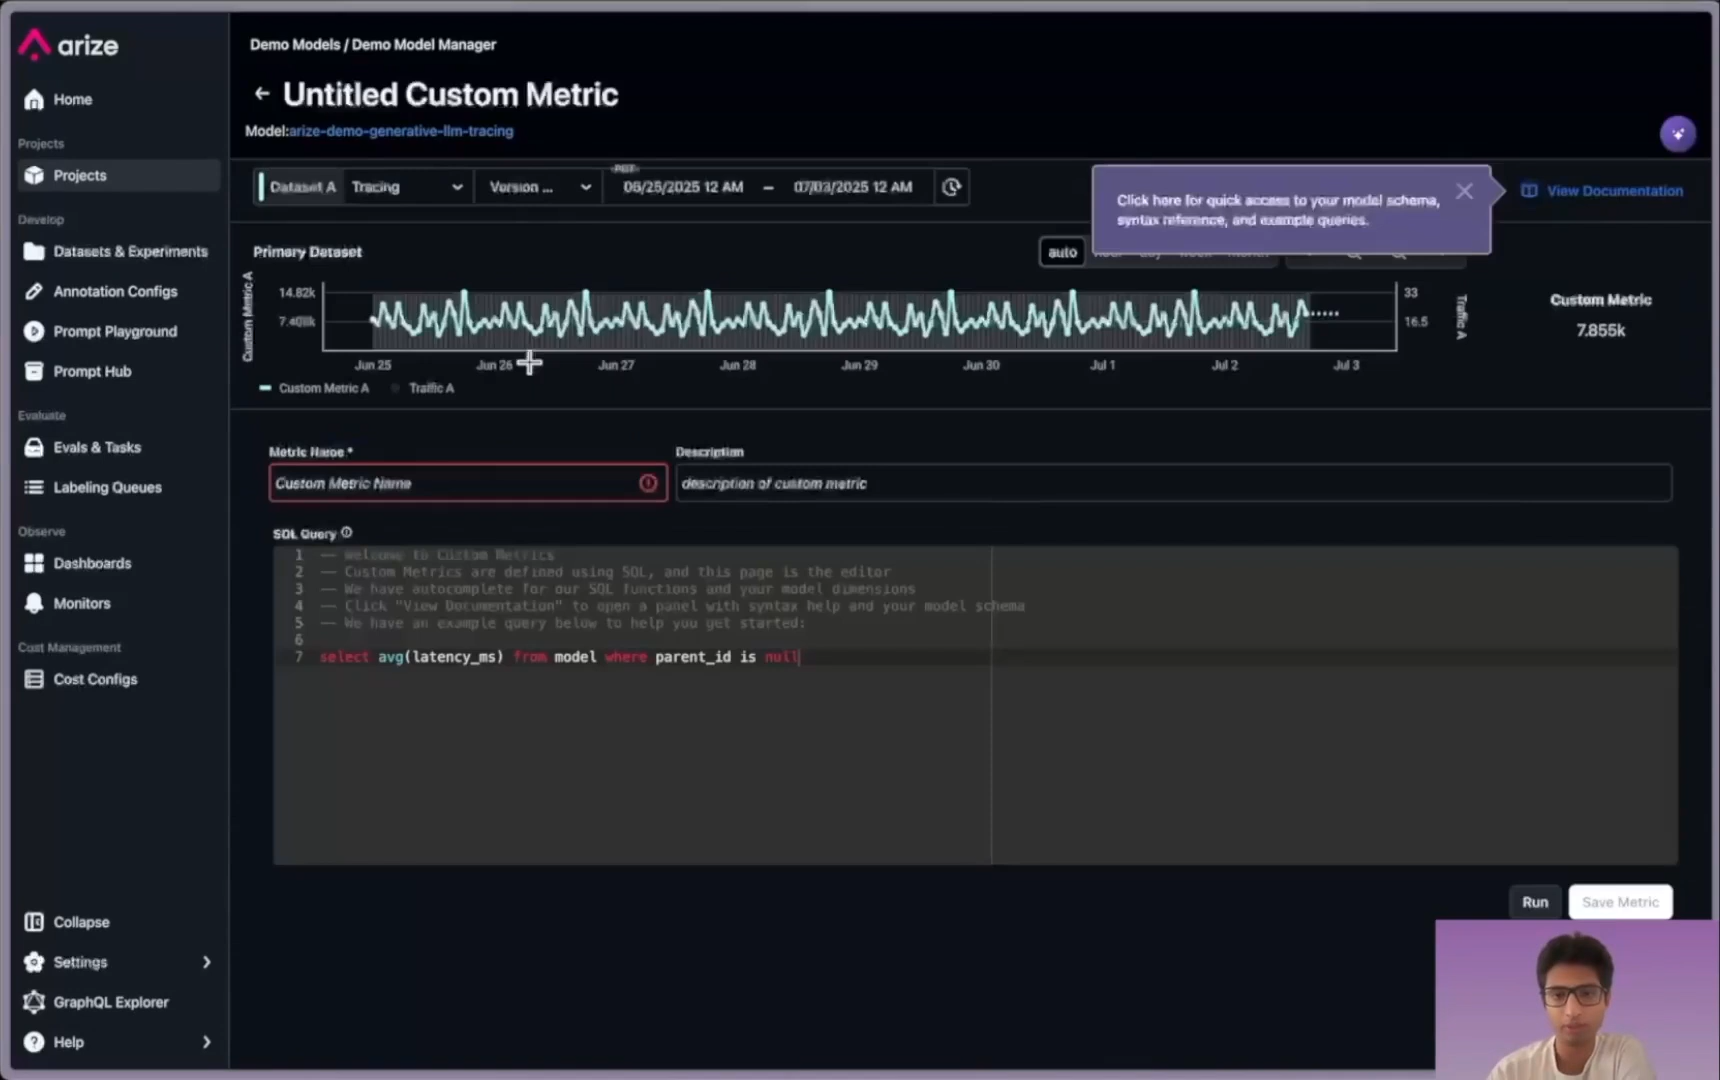 arize
Home
Projects
Projects
Develop
Datasets & Experiments
Annotation Configs
Prompt Playground
Prompt Hub
Evaluate
Evals & Tasks
Labeling Queues
Observe
Dashboards
Monitors
Cost Management
Cost Configs
Collapse
Settings
GraphQL Explorer
Help
Demo Models / Demo Model Manager
← Untitled Custom Metric
Model:arize-demo-generative-llm-tracing
Dataset A Tracing Version ... 06/25/2025 12 AM – 07/03/2025 12 AM
Click here for quick access to your model schema,
syntax reference, and example queries.
View Documentation
Primary Dataset
auto
Custom Metric A
14.82k
33
Traffic A
16.5
Custom Metric
7.855k
Jun 25 Jun 26 Jun 27 Jun 28 Jun 29 Jun 30 Jul 1 Jul 2 Jul 3
Custom Metric A Traffic A
Metric Name * Description
Custom Metric Name description of custom metric
SQL Query
1 -- Welcome to Custom Metrics
2 -- Custom Metrics are defined using SQL, and this page is the editor
3 -- We have autocomplete for our SQL functions and your model dimensions
4 -- Click "View Documentation" to open a panel with syntax help and your model schema
5 -- We have an example query below to help you get started:
6
7 select avg(latency_ms) from model where parent_id is null
Run Save Metric